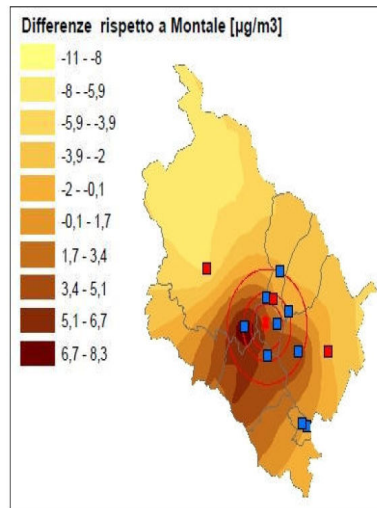 Differenze rispetto a Montale [µg/m3]
-11 - -8
-8 - -5,9
-5,9 - -3,9
-3,9 - -2
-2 - -0,1
-0,1 - 1,7
1,7 - 3,4
3,4 - 5,1
5,1 - 6,7
6,7 - 8,3